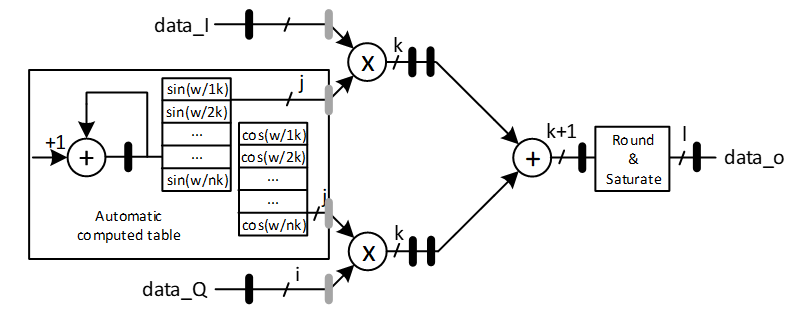 data_I
k
j
sin(w/1k)
sin(w/2k)
...
...
sin(w/nk)
x
+1
+
cos(w/1k)
cos(w/2k)
...
...
cos(w/nk)
j
Automatic
computed table
k+1
+
Round
&
Saturate
l
data_o
k
x
i
data_Q